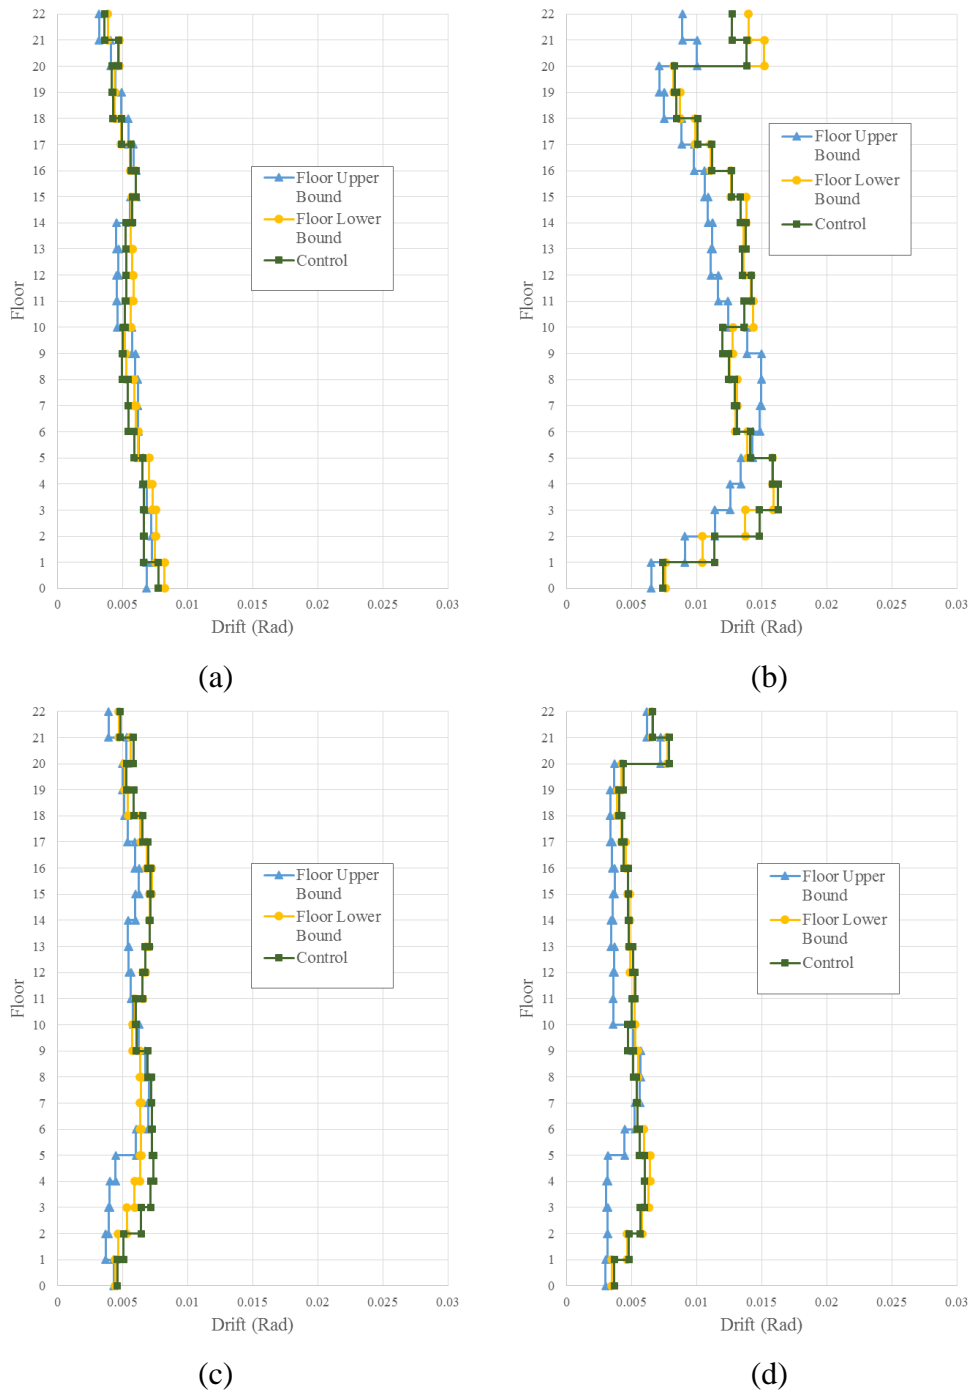 22
21
20
19
18
17
16
15
14
13
12
11
10
9
8
7
6
5
4
3
2
1
0
Floor
0 0.005 0.01 0.015 0.02 0.025 0.03
Drift (Rad)
Floor Upper
Bound
Floor Lower
Bound
Control
(a)
22
21
20
19
18
17
16
15
14
13
12
11
10
9
8
7
6
5
4
3
2
1
0
0 0.005 0.01 0.015 0.02 0.025 0.03
Drift (Rad)
Floor Upper
Bound
Floor Lower
Bound
Control
(b)
22
21
20
19
18
17
16
15
14
13
12
11
10
9
8
7
6
5
4
3
2
1
0
Floor
0 0.005 0.01 0.015 0.02 0.025 0.03
Drift (Rad)
Floor Upper
Bound
Floor Lower
Bound
Control
(c)
22
21
20
19
18
17
16
15
14
13
12
11
10
9
8
7
6
5
4
3
2
1
0
0 0.005 0.01 0.015 0.02 0.025 0.03
Drift (Rad)
Floor Upper
Bound
Floor Lower
Bound
Control
(d)